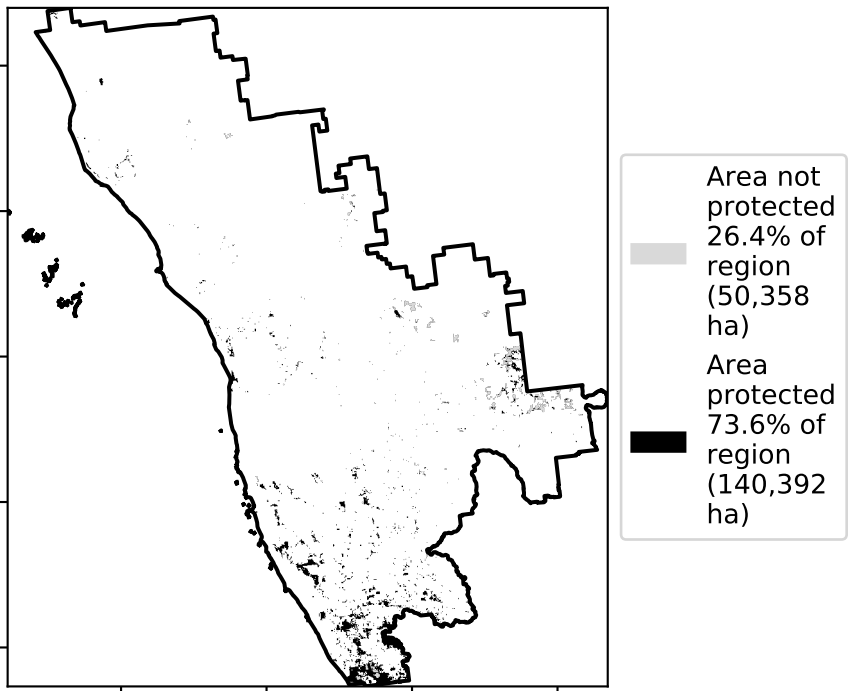 Area not
protected
26.4% of
region
(50,358
ha)
Area
protected
73.6% of
region
(140,392
ha)